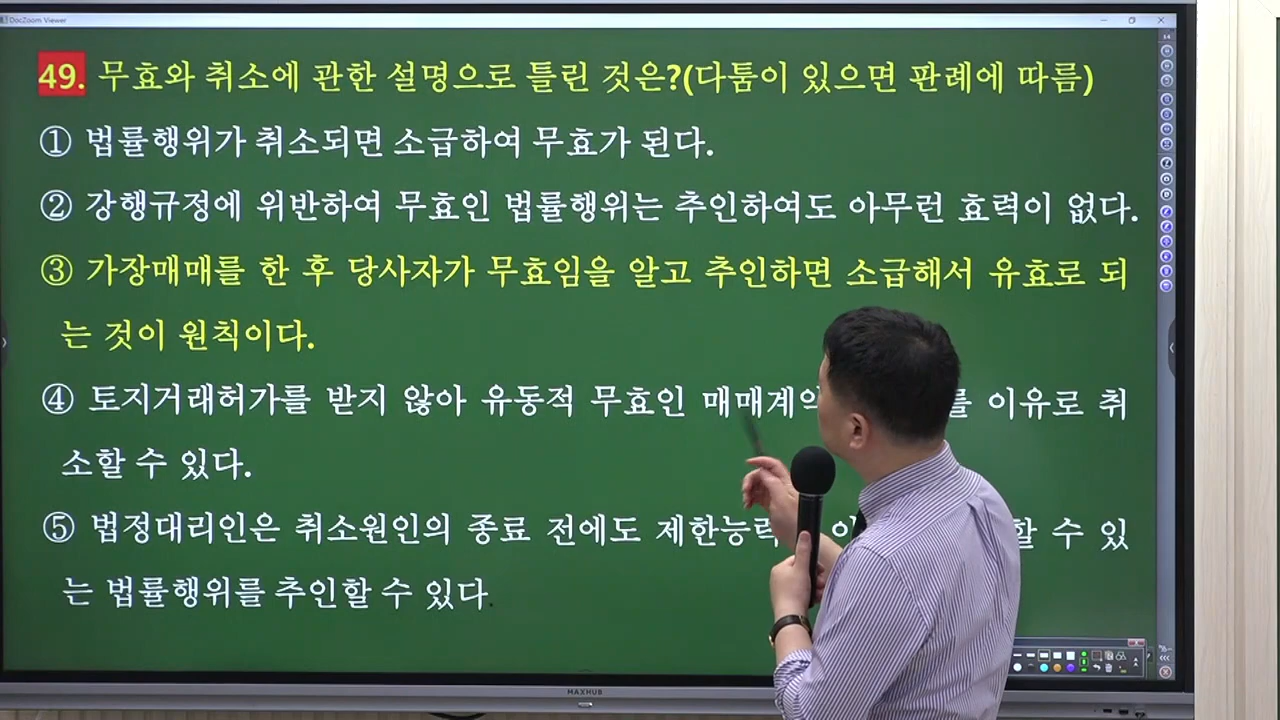 DocZoom Viewer
49. 무효와 취소에 관한 설명으로 틀린 것은?(다툼이 있으면 판례에 따름)
① 법률행위가 취소되면 소급하여 무효가 된다.
② 강행규정에 위반하여 무효인 법률행위는 추인하여도 아무런 효력이 없다.
③ 가장매매를 한 후 당사자가 무효임을 알고 추인하면 소급해서 유효로 되
는 것이 원칙이다.
④ 토지거래허가를 받지 않아 유동적 무효인 이유로 취
소할 수 있다.
⑤ 법정대리인은 취소원인의 종료 전에도 할 수 있
는 법률행위를 추인할 수 있다.
MAXHUB